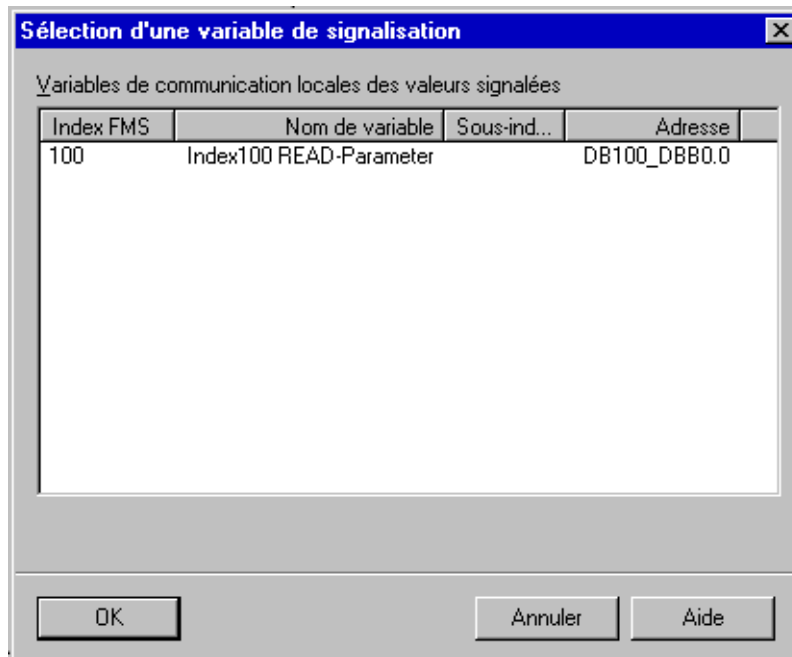 Sélection d'une variable de signalisation
Variables de communication locales des valeurs signalées
Index FMS Nom de variable Sous-ind... Adresse
100 Index100 READ-Parameter DB100_DBB0.0
OK Annuler Aide